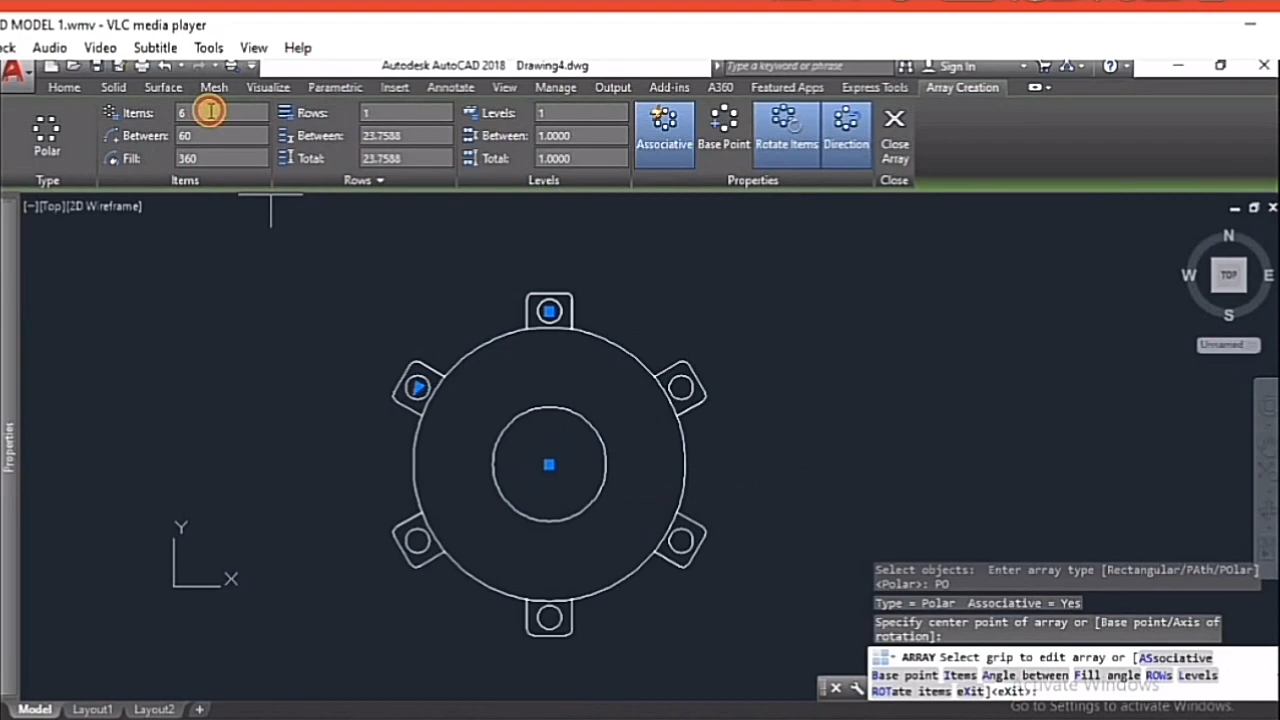 D MODEL 1.wmv - VLC media player
ck Audio Video Subtitle Tools View Help
Autodesk AutoCAD 2018 Drawing4.dwg Type a keyword or phrase Sign In
Home Solid Surface Mesh Visualize Parametric Insert Annotate View Manage Output Add-ins A360 Featured Apps Express Tools Array Creation
Items: 6 Rows: 1 Levels: 1
Between: 60 Between: 23.7588 Between: 1.0000
Fill: 360 Total: 23.7588 Total: 1.0000
Polar Associative Base Point Rotate Items Direction Close Array
Type Items Rows Levels Properties Close
[−][Top][2D Wireframe]
N
W TOP E
S
Unnamed
Properties
Y
X
Select objects: Enter array type [Rectangular/PAth/POlar]
<Polar>: PO
Type = Polar Associative = Yes
Specify center point of array or [Base point/Axis of
rotation]:
ARRAY Select grip to edit array or [ASsociative
Base point Items Angle between Fill angle ROWs Levels
ROTate items eXit]<eXit>:
Activate Windows
Go to Settings to activate Windows.
Model Layout1 Layout2 +